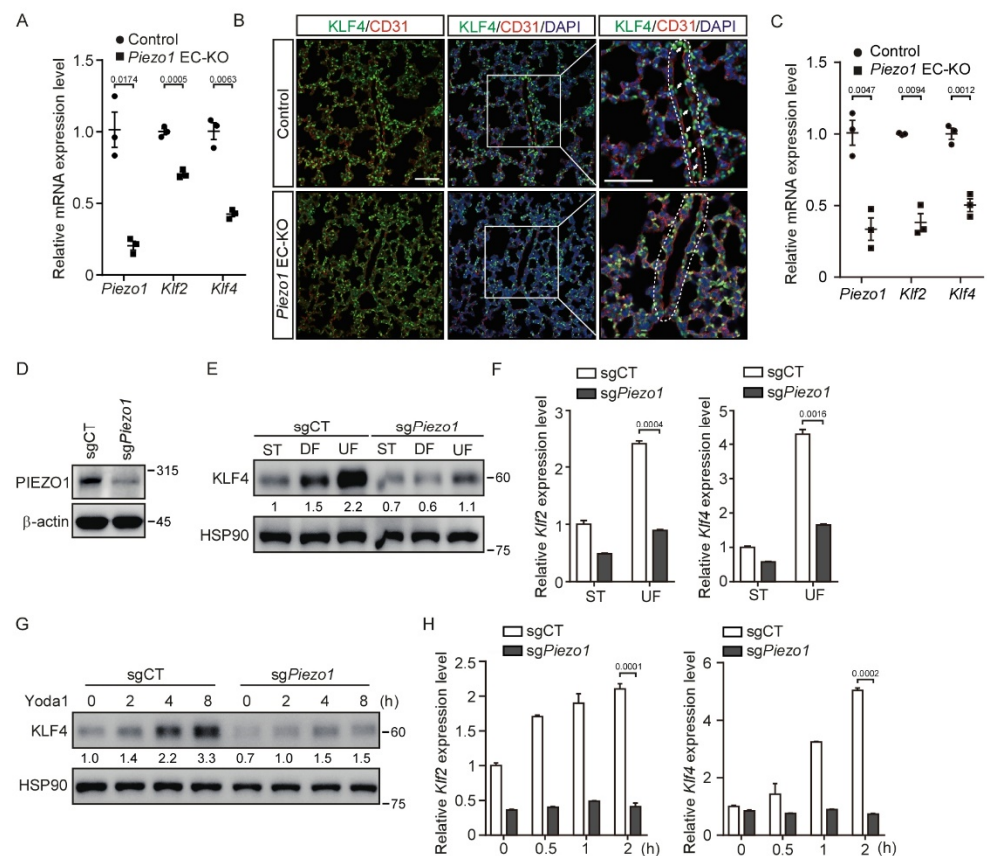 A
Control
Piezo1 EC-KO
0.0174 0.0005 0.0063
Relative mRNA expression level
1.5
1.0
0.5
0
Piezo1 Klf2 Klf4
B
KLF4/CD31 KLF4/CD31/DAPI KLF4/CD31/DAPI
Control
Piezo1 EC-KO
C
Control
Piezo1 EC-KO
0.0047 0.0094 0.0012
Relative mRNA expression level
1.5
1.0
0.5
0
Piezo1 Klf2 Klf4
D
sgCT sgPiezo1
PIEZO1 315
β-actin 45
E
sgCT sgPiezo1
ST DF UF ST DF UF
KLF4 60
1 1.5 2.2 0.7 0.6 1.1
HSP90
75
F
sgCT
sgPiezo1
0.0004
Relative Klf2 expression level
3
2
1
0
ST UF
sgCT
sgPiezo1
0.0016
Relative Klf4 expression level
5
4
3
2
1
0
ST UF
G
sgCT sgPiezo1
Yoda1 0 2 4 8 0 2 4 8 (h)
KLF4 60
1.0 1.4 2.2 3.3 0.7 1.0 1.5 1.5
HSP90
75
H
sgCT
sgPiezo1
0.0001
Relative Klf2 expression level
2.5
2
1.5
1
0.5
0
0 0.5 1 2 (h)
sgCT
sgPiezo1
0.0002
Relative Klf4 expression level
6
4
2
0
0 0.5 1 2 (h)